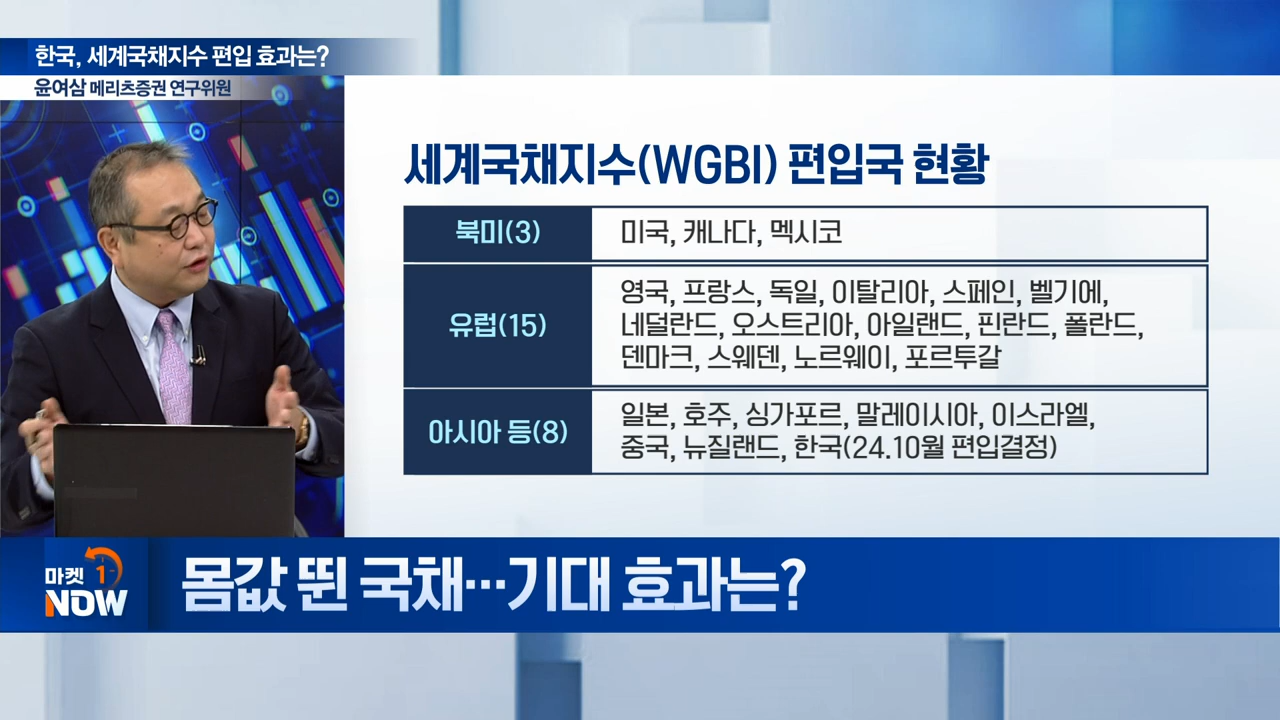 한국, 세계국채지수 편입 효과는?
윤여삼 메리츠증권 연구위원
세계국채지수(WGBI) 편입국 현황
북미(3)
미국, 캐나다, 멕시코
유럽(15)
영국, 프랑스, 독일, 이탈리아, 스페인, 벨기에,
네덜란드, 오스트리아, 아일랜드, 핀란드, 폴란드,
덴마크, 스웨덴, 노르웨이, 포르투갈
아시아 등(8)
일본, 호주, 싱가포르, 말레이시아, 이스라엘,
중국, 뉴질랜드, 한국(24.10월 편입결정)
마켓 1
NOW
몸값 뛴 국채…기대 효과는?